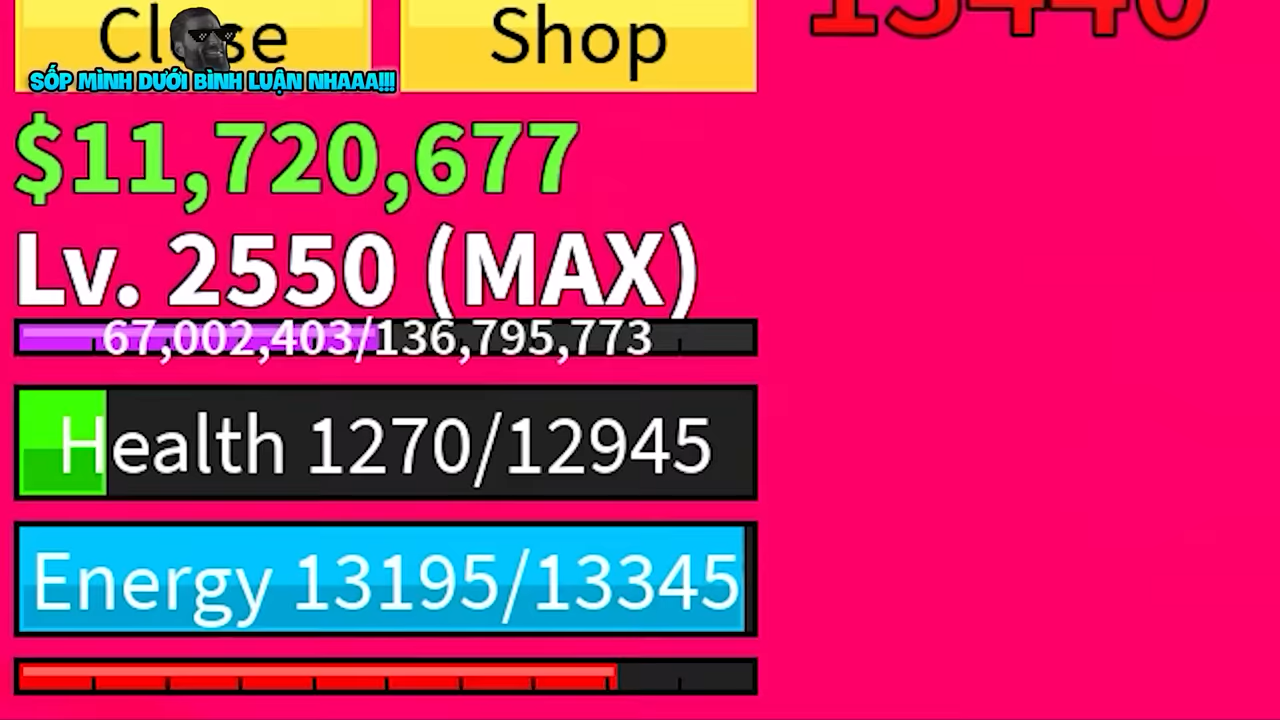 Close
Shop
SỐP MÌNH DƯỚI BÌNH LUẬN NHAAA!!!
$11,720,677
Lv. 2550 (MAX)
67,002,403/136,795,773
Health 1270/12945
Energy 13195/13345